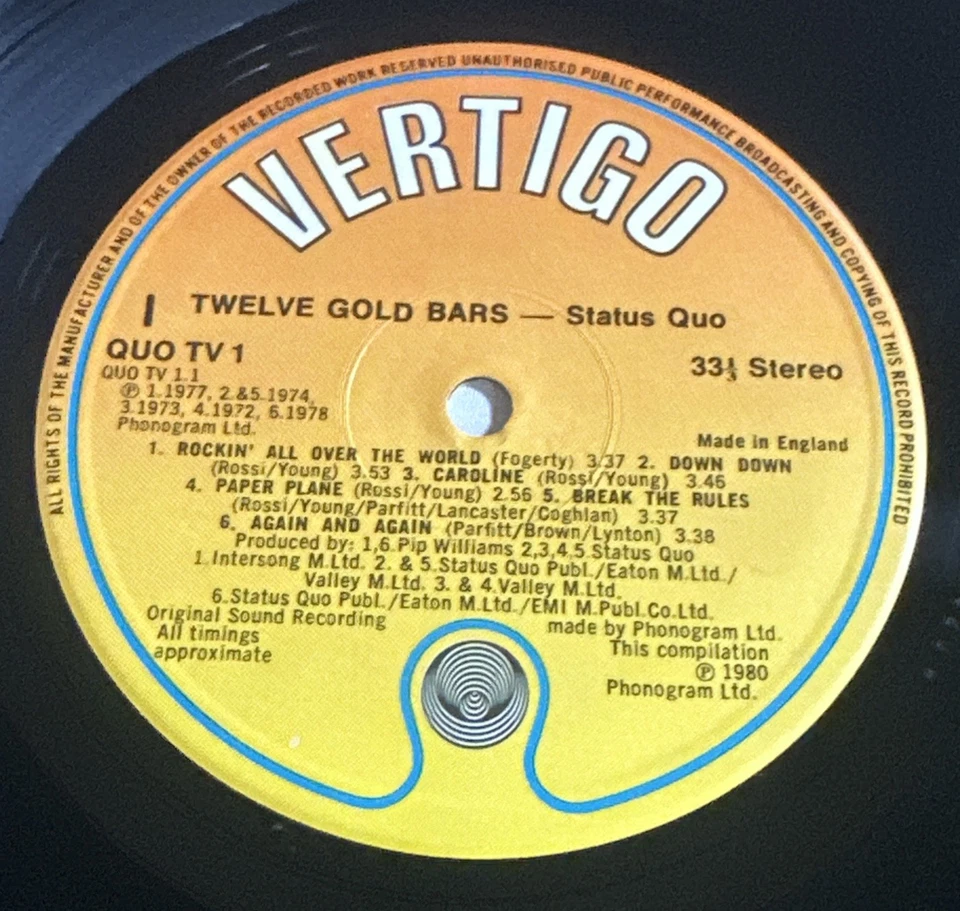 ALL RIGHTS OF THE MANUFACTURER AND OF THE OWNER OF THE RECORDED WORK RESERVED UNAUTHORISED PUBLIC PERFORMANCE BROADCASTING AND COPYING OF THIS RECORD PROHIBITED
VERTIGO
1 TWELVE GOLD BARS — Status Quo
QUO TV 1
33⅓ Stereo
QUO TV 1.1
℗ 1.1977, 2.&5.1974,
3.1973, 4.1972, 6.1978
Phonogram Ltd.
Made in England
1. ROCKIN' ALL OVER THE WORLD (Fogerty) 3.37 2. DOWN DOWN
(Rossi/Young) 3.53 3. CAROLINE (Rossi/Young) 3.46
4. PAPER PLANE (Rossi/Young) 2.56 5. BREAK THE RULES
(Rossi/Young/Parfitt/Lancaster/Coghlan) 3.37
6. AGAIN AND AGAIN (Parfitt/Brown/Lynton) 3.38
Produced by: 1,6.Pip Williams 2,3,4,5.Status Quo
1.Intersong M.Ltd. 2. & 5.Status Quo Publ./Eaton M.Ltd./
Valley M.Ltd. 3. & 4.Valley M.Ltd.
6.Status Quo Publ./Eaton M.Ltd./EMI M.Publ.Co.Ltd.
Original Sound Recording made by Phonogram Ltd.
All timings
approximate
This compilation
℗ 1980
Phonogram Ltd.